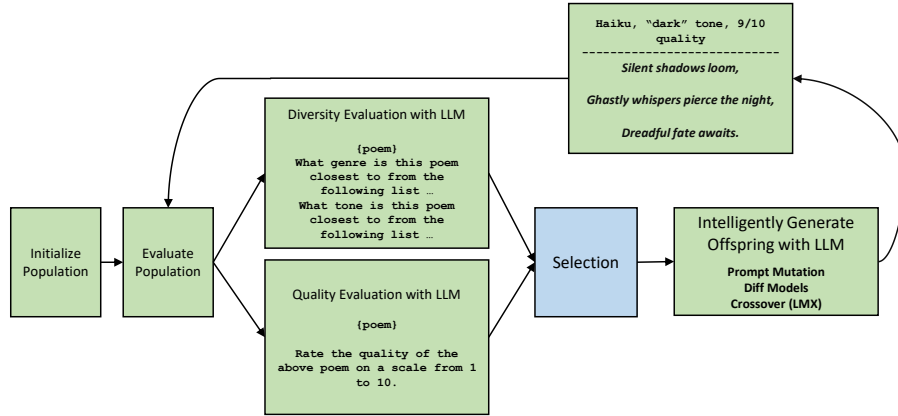 Haiku, “dark” tone, 9/10
quality
------------------------------
Silent shadows loom,
Ghastly whispers pierce the night,
Dreadful fate awaits.
Initialize
Population
Evaluate
Population
Diversity Evaluation with LLM
{poem}
What genre is this poem
closest to from the
following list …
What tone is this poem
closest to from the
following list …
Quality Evaluation with LLM
{poem}
Rate the quality of the
above poem on a scale from 1
to 10.
Selection
Intelligently Generate
Offspring with LLM
Prompt Mutation
Diff Models
Crossover (LMX)